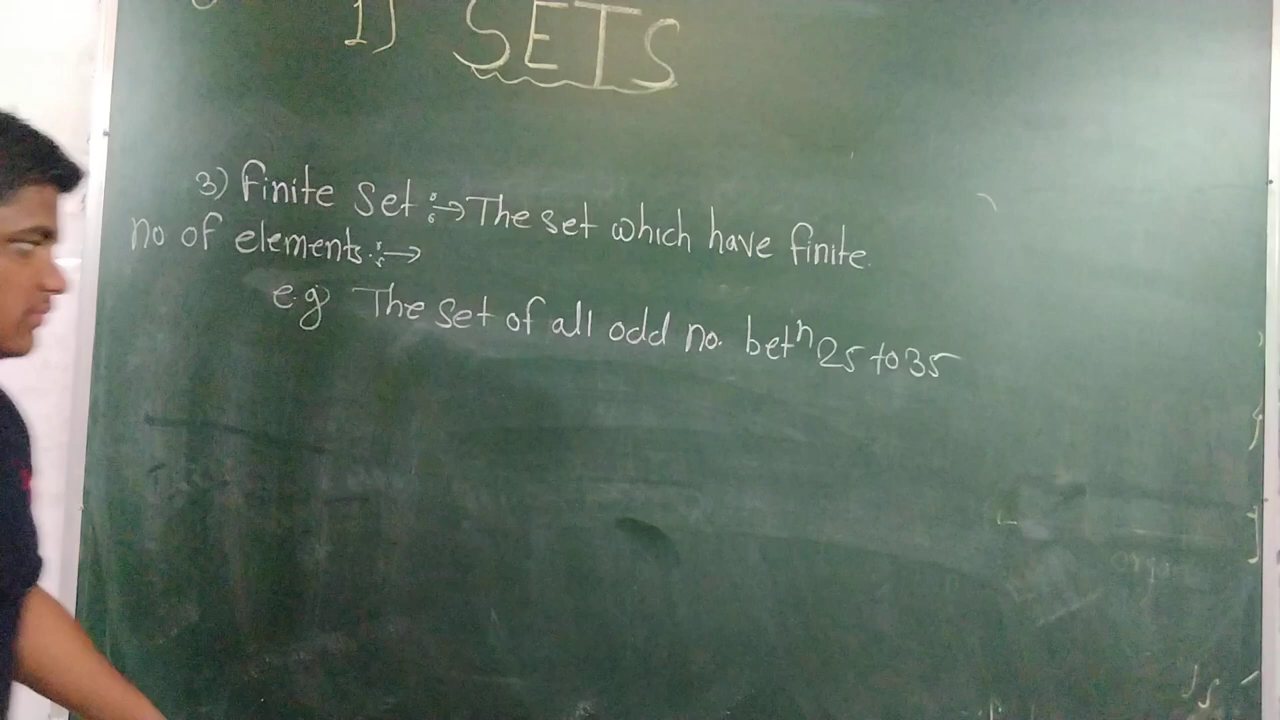 1) SETS
3) Finite Set :→ The set which have finite.
no of elements :→
e.g The set of all odd no. betⁿ 25 to 35